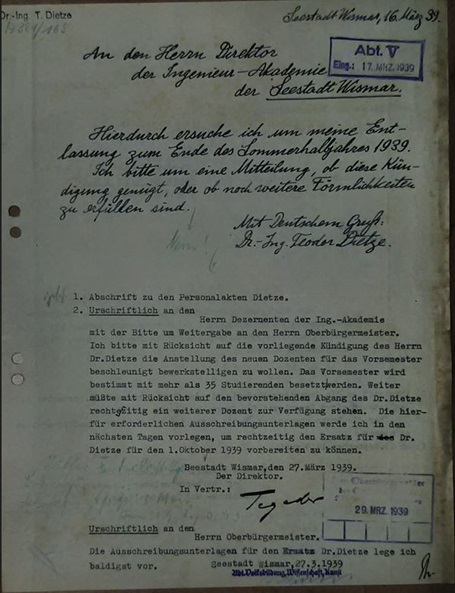 Dr.-Ing. T. Dietze
Seestadt Wismar, 16. März 39.
An den Herrn Direktor
der Ingenieur-Akademie
der Seestadt Wismar.
Abt. V
Eing.: 17. MRZ. 1939
Hierdurch ersuche ich um meine Ent-
lassung zum Ende des Sommerhalbjahres 1939.
Ich bitte um eine Mitteilung, ob diese Kün-
digung genügt, oder ob noch weitere Förmlichkeiten
zu erfüllen sind.
Mit Deutschem Gruß:
Dr.-Ing. Teodor Dietze.
1. Abschrift zu den Personalakten Dietze.
2. Urschriftlich an den
Herrn Dezernenten der Ing.-Akademie
mit der Bitte um Weitergabe an den Herrn Oberbürgermeister.
Ich bitte mit Rücksicht auf die vorliegende Kündigung des Herrn
Dr.Dietze die Anstellung des neuen Dozenten für das Vorsemester
beschleunigt bewerkstelligen zu wollen. Das Vorsemester wird
bestimmt mit mehr als 35 Studierenden besetzt werden. Weiter
müßte mit Rücksicht auf den bevorstehenden Abgang des Dr.Dietze
rechtzeitig ein weiterer Dozent zur Verfügung stehen. Die hier-
für erforderlichen Ausschreibungsunterlagen werde ich in den
nächsten Tagen vorlegen, um rechtzeitig den Ersatz für Dr.
Dietze für den 1.Oktober 1939 vorbereiten zu können.
Seestadt Wismar, den 27.März 1939.
Der Direktor.
In Vertr.:
29. MRZ. 1939
Urschriftlich an den
Herrn Oberbürgermeister.
Die Ausschreibungsunterlagen für den Ersatz Dr.Dietze lege ich
baldigst vor.
Seestadt Wismar, 27.3.1939
Abt. Volksbildung, Wissenschaft, Kunst